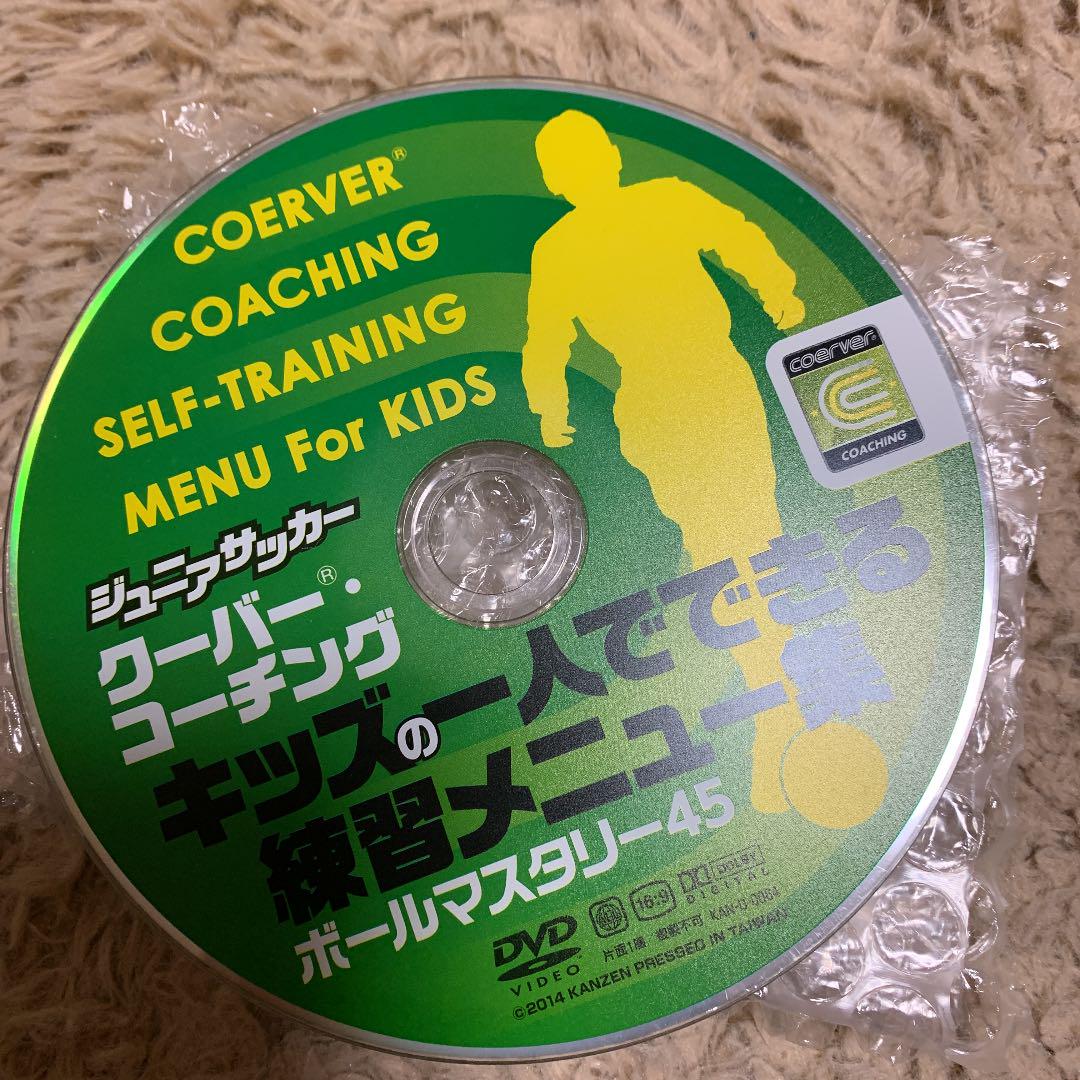 COERVER®
COACHING
SELF-TRAINING
MENU For KIDS
coerver®
COACHING
ジュニアサッカー
クーバー・®
コーチング
キッズの一人でできる
練習メニュー集
ボールマスタリー45
DVD
VIDEO
16:9
DOLBY
DIGITAL
片面1層 複製不可 KAN-D-0064
©2014 KANZEN PRESSED IN TAIWAN